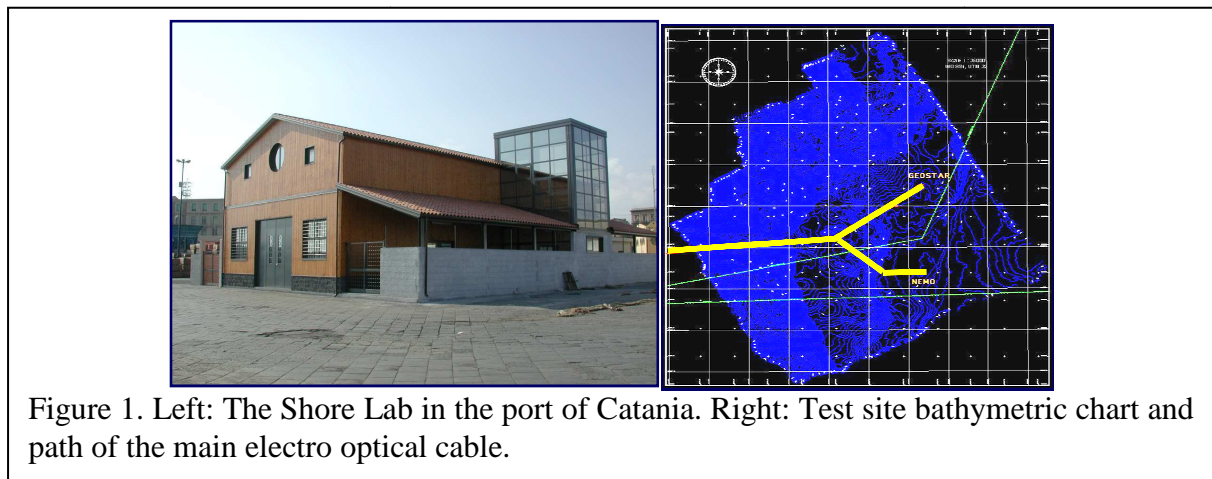 GEOSTAR
NEMO
Figure 1. Left: The Shore Lab in the port of Catania. Right: Test site bathymetric chart and
path of the main electro optical cable.